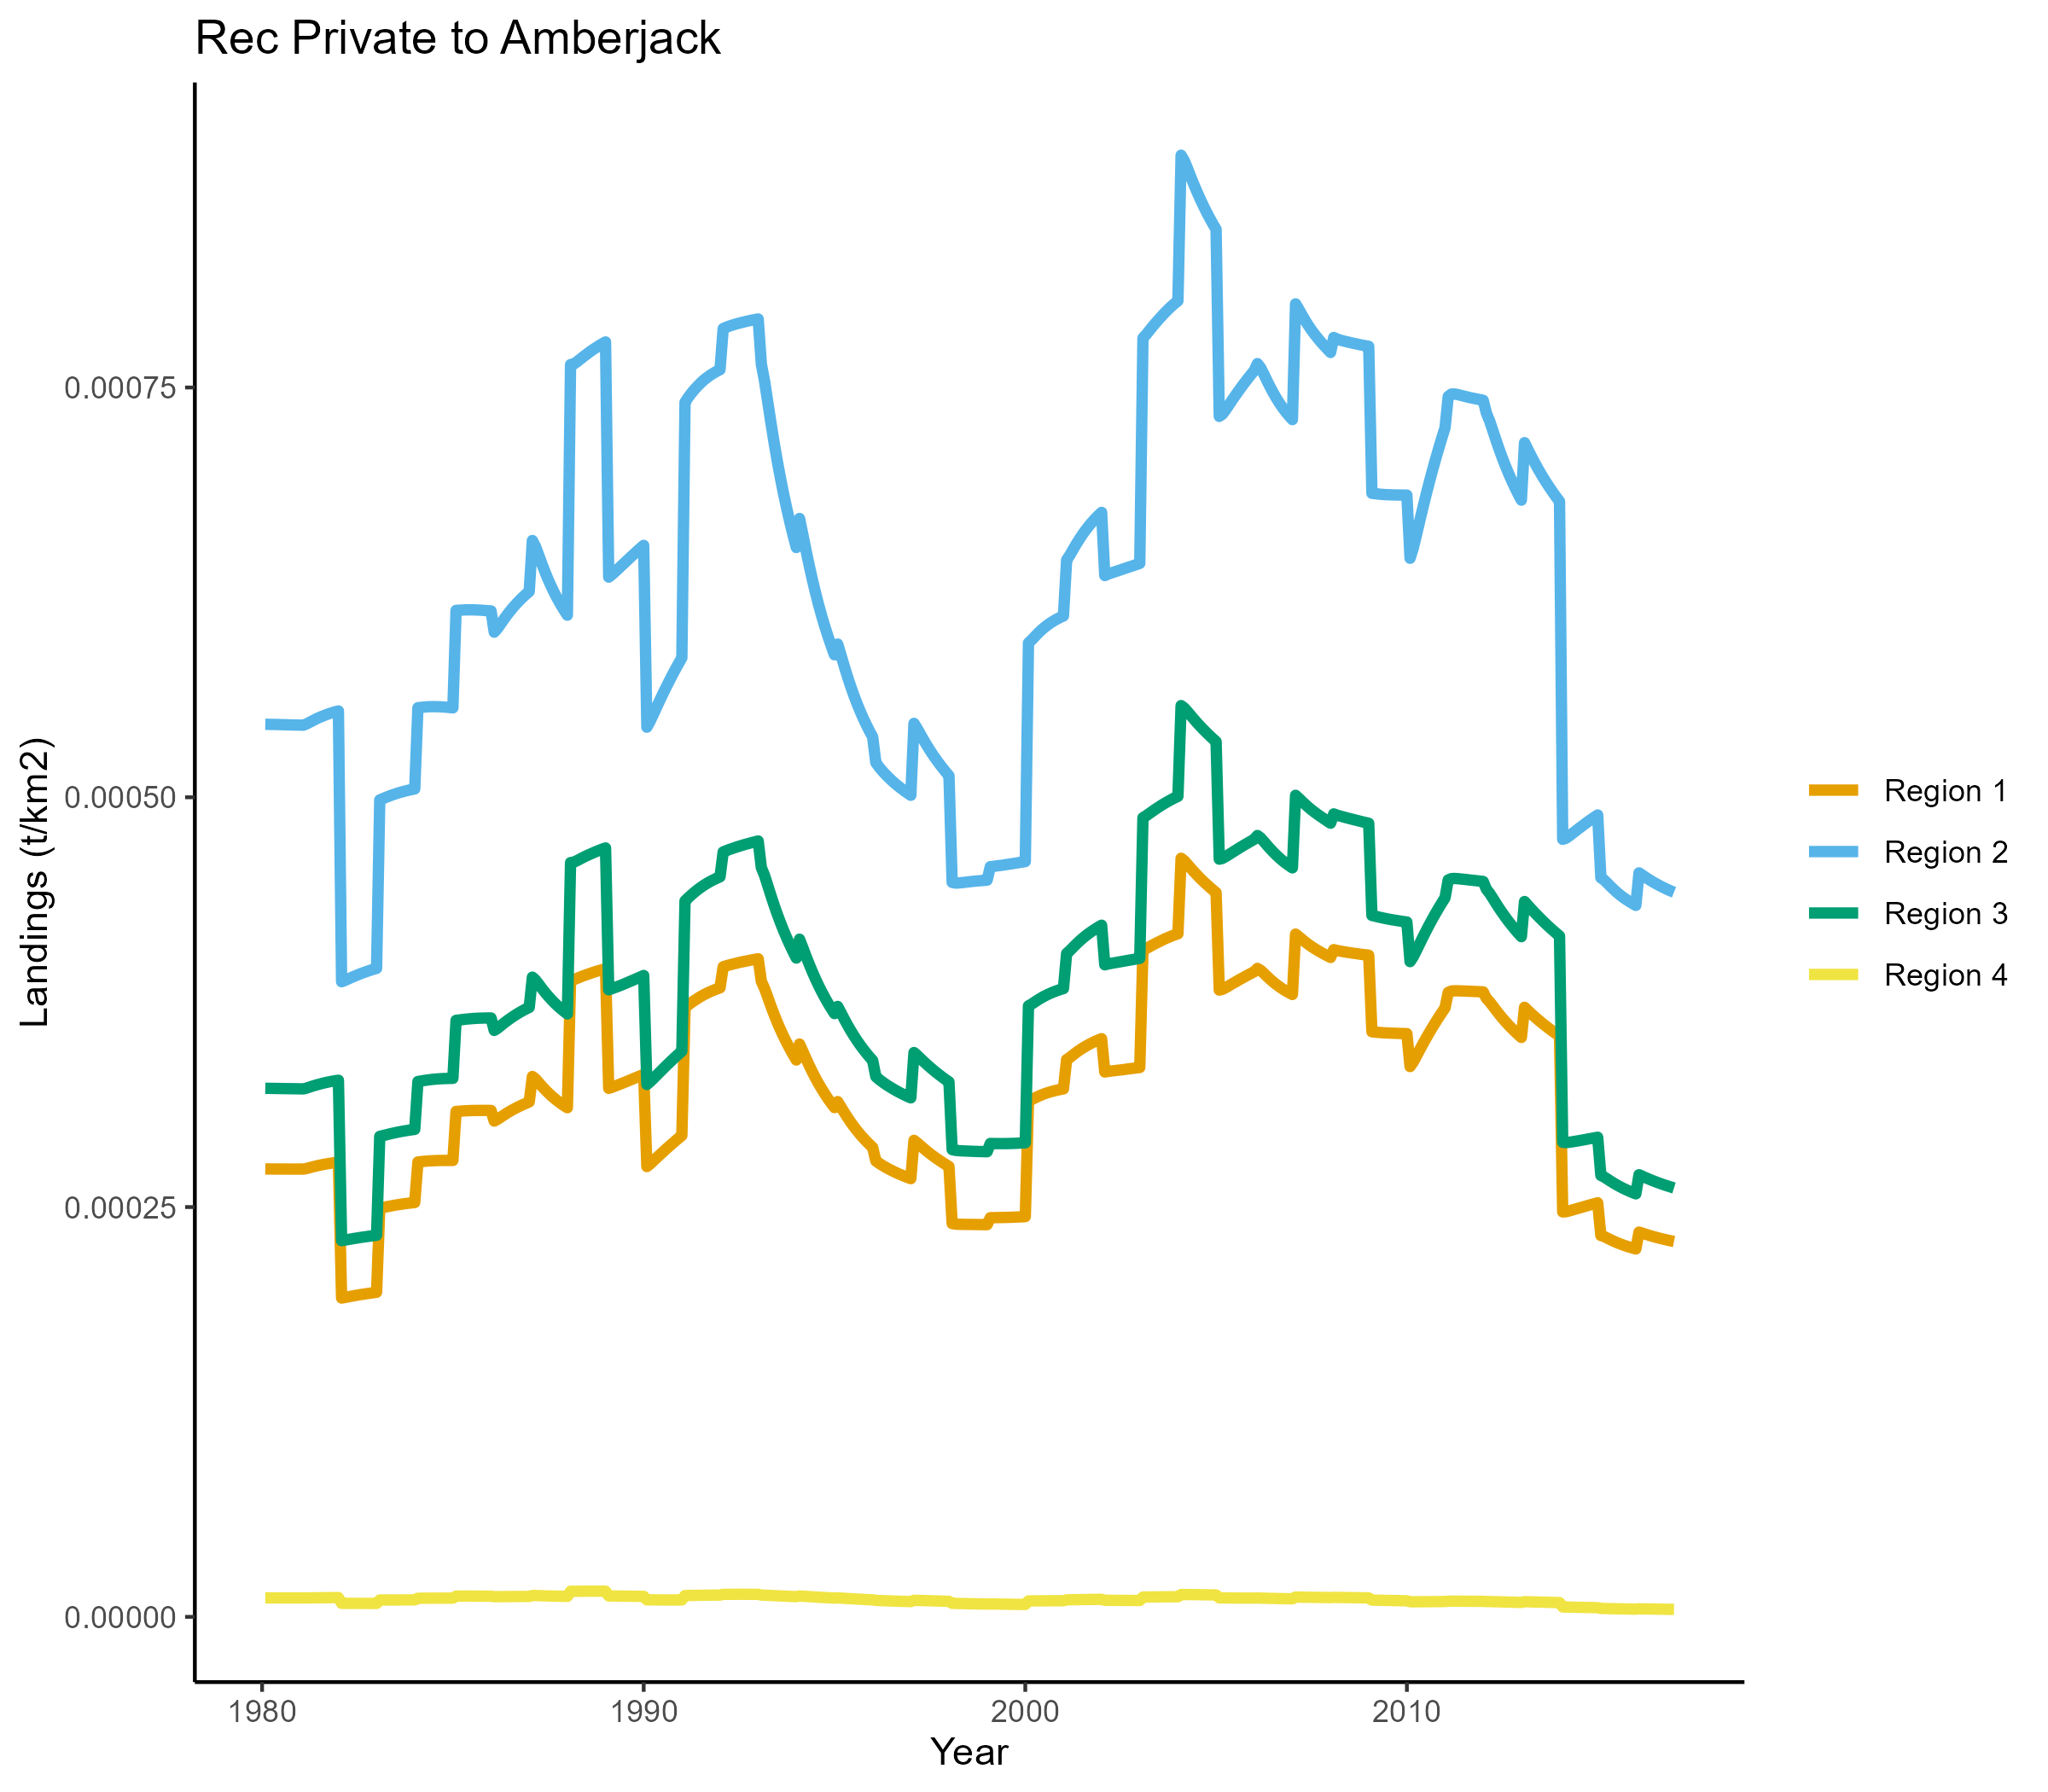 Rec Private to Amberjack
Landings (t/km2)
0.00075
0.00050
0.00025
0.00000
1980
1990
2000
2010
Year
Region 1
Region 2
Region 3
Region 4